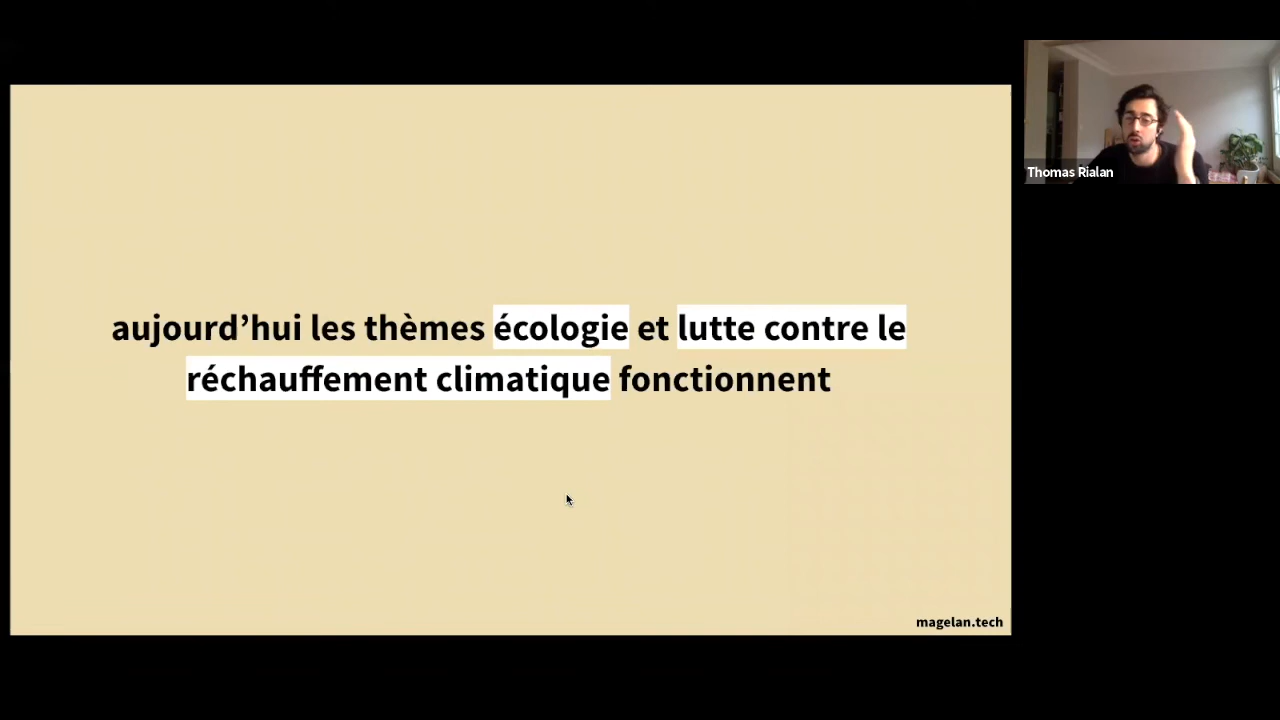 aujourd’hui les thèmes écologie et lutte contre le
réchauffement climatique fonctionnent
magelan.tech
Thomas Rialan